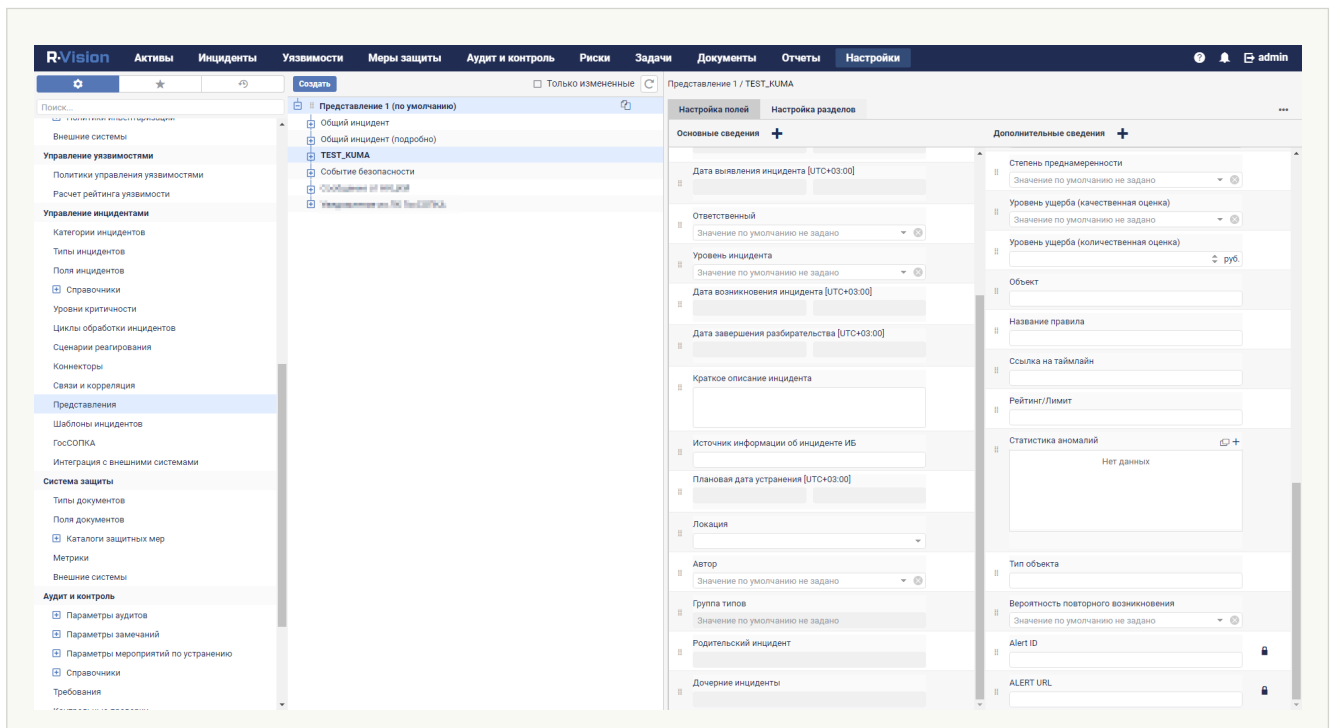 R·Vision Активы Инциденты Уязвимости Меры защиты Аудит и контроль Риски Задачи Документы Отчеты Настройки admin
Поиск...
Внешние системы
Управление уязвимостями
Политики управления уязвимостями
Расчет рейтинга уязвимости
Управление инцидентами
Категории инцидентов
Типы инцидентов
Поля инцидентов
Справочники
Уровни критичности
Циклы обработки инцидентов
Сценарии реагирования
Коннекторы
Связи и корреляция
Представления
Шаблоны инцидентов
ГосСОПКА
Интеграция с внешними системами
Система защиты
Типы документов
Поля документов
Каталоги защитных мер
Метрики
Внешние системы
Аудит и контроль
Параметры аудитов
Параметры замечаний
Параметры мероприятий по устранению
Справочники
Требования
Создать Только измененные
Представление 1 (по умолчанию)
Общий инцидент
Общий инцидент (подробно)
TEST_KUMA
Событие безопасности
Представление 1 / TEST_KUMA
Настройка полей Настройка разделов
Основные сведения
Дата выявления инцидента [UTC+03:00]
Ответственный
Значение по умолчанию не задано
Уровень инцидента
Значение по умолчанию не задано
Дата возникновения инцидента [UTC+03:00]
Дата завершения разбирательства [UTC+03:00]
Краткое описание инцидента
Источник информации об инциденте ИБ
Плановая дата устранения [UTC+03:00]
Локация
Автор
Значение по умолчанию не задано
Группа типов
Значение по умолчанию не задано
Родительский инцидент
Дочерние инциденты
Дополнительные сведения
Степень преднамеренности
Значение по умолчанию не задано
Уровень ущерба (качественная оценка)
Значение по умолчанию не задано
Уровень ущерба (количественная оценка)
руб.
Объект
Название правила
Ссылка на таймлайн
Рейтинг/Лимит
Статистика аномалий
Нет данных
Тип объекта
Вероятность повторного возникновения
Значение по умолчанию не задано
Alert ID
ALERT URL